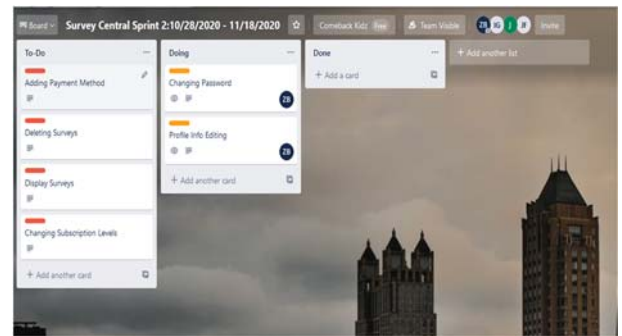 Board
Survey Central Sprint 2:10/28/2020 - 11/18/2020
Comeback Kidz Free
Team Visible
ZB
J
JF
Invite
To-Do
Adding Payment Method
Deleting Surveys
Display Surveys
Changing Subscription Levels
+ Add another card
Doing
Changing Password
ZB
Profile Info Editing
ZB
+ Add another card
Done
+ Add a card
+ Add another list